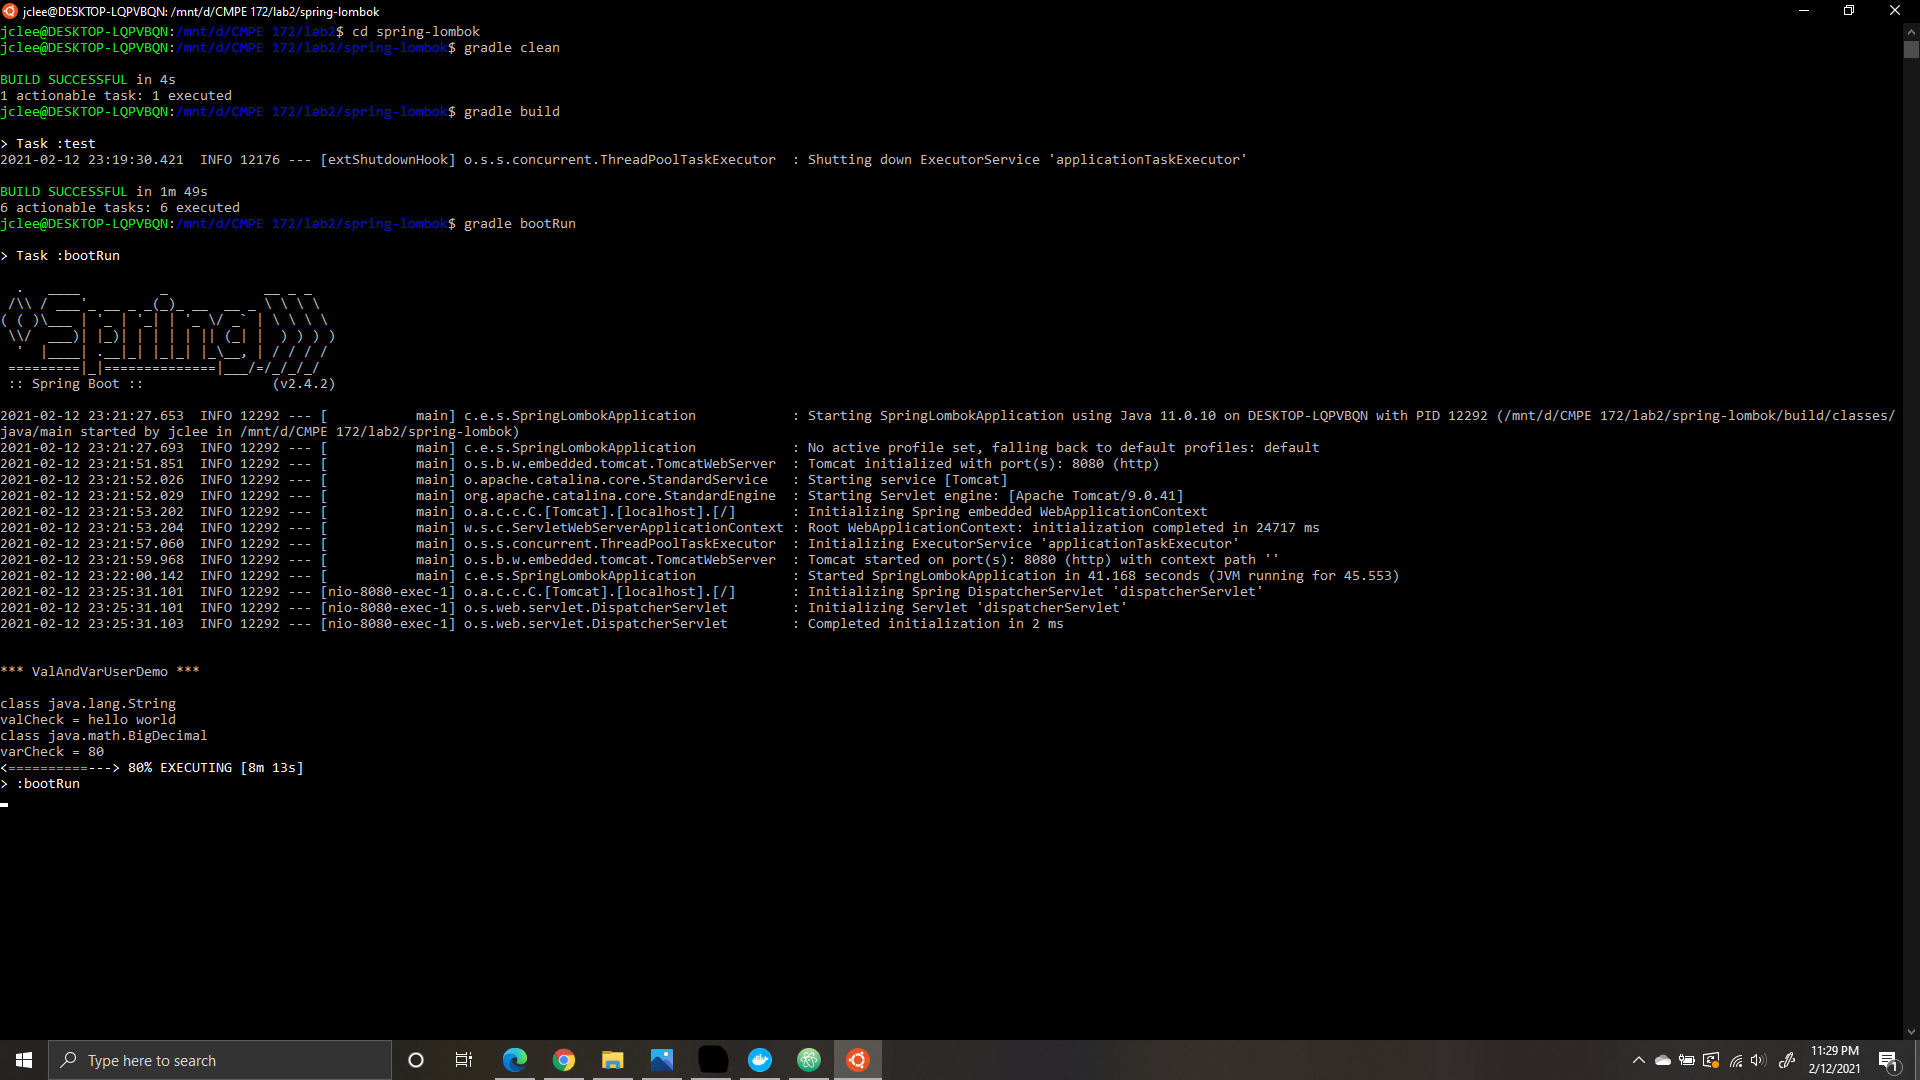 jclee@DESKTOP-LQPVBQN: /mnt/d/CMPE 172/lab2/spring-lombok
jclee@DESKTOP-LQPVBQN:/mnt/d/CMPE 172/lab2$ cd spring-lombok
jclee@DESKTOP-LQPVBQN:/mnt/d/CMPE 172/lab2/spring-lombok$ gradle clean
BUILD SUCCESSFUL in 4s
1 actionable task: 1 executed
jclee@DESKTOP-LQPVBQN:/mnt/d/CMPE 172/lab2/spring-lombok$ gradle build
> Task :test
2021-02-12 23:19:30.421  INFO 12176 --- [extShutdownHook] o.s.s.concurrent.ThreadPoolTaskExecutor  : Shutting down ExecutorService 'applicationTaskExecutor'
BUILD SUCCESSFUL in 1m 49s
6 actionable tasks: 6 executed
jclee@DESKTOP-LQPVBQN:/mnt/d/CMPE 172/lab2/spring-lombok$ gradle bootRun
> Task :bootRun
  .   ____          _            __ _ _
 /\\ / ___'_ __ _ _(_)_ __  __ _ \ \ \ \
( ( )\___ | '_ | '_| | '_ \/ _` | \ \ \ \
 \\/  ___)| |_)| | | | | || (_| |  ) ) ) )
  '  |____| .__|_| |_|_| |_\__, | / / / /
 =========|_|==============|___/=/_/_/_/
 :: Spring Boot ::                (v2.4.2)
2021-02-12 23:21:27.653  INFO 12292 --- [           main] c.e.s.SpringLombokApplication            : Starting SpringLombokApplication using Java 11.0.10 on DESKTOP-LQPVBQN with PID 12292 (/mnt/d/CMPE 172/lab2/spring-lombok/build/classes/
java/main started by jclee in /mnt/d/CMPE 172/lab2/spring-lombok)
2021-02-12 23:21:27.693  INFO 12292 --- [           main] c.e.s.SpringLombokApplication            : No active profile set, falling back to default profiles: default
2021-02-12 23:21:51.851  INFO 12292 --- [           main] o.s.b.w.embedded.tomcat.TomcatWebServer  : Tomcat initialized with port(s): 8080 (http)
2021-02-12 23:21:52.026  INFO 12292 --- [           main] o.apache.catalina.core.StandardService   : Starting service [Tomcat]
2021-02-12 23:21:52.029  INFO 12292 --- [           main] org.apache.catalina.core.StandardEngine  : Starting Servlet engine: [Apache Tomcat/9.0.41]
2021-02-12 23:21:53.202  INFO 12292 --- [           main] o.a.c.c.C.[Tomcat].[localhost].[/]       : Initializing Spring embedded WebApplicationContext
2021-02-12 23:21:53.204  INFO 12292 --- [           main] w.s.c.ServletWebServerApplicationContext : Root WebApplicationContext: initialization completed in 24717 ms
2021-02-12 23:21:57.060  INFO 12292 --- [           main] o.s.s.concurrent.ThreadPoolTaskExecutor  : Initializing ExecutorService 'applicationTaskExecutor'
2021-02-12 23:21:59.968  INFO 12292 --- [           main] o.s.b.w.embedded.tomcat.TomcatWebServer  : Tomcat started on port(s): 8080 (http) with context path ''
2021-02-12 23:22:00.142  INFO 12292 --- [           main] c.e.s.SpringLombokApplication            : Started SpringLombokApplication in 41.168 seconds (JVM running for 45.553)
2021-02-12 23:25:31.101  INFO 12292 --- [nio-8080-exec-1] o.a.c.c.C.[Tomcat].[localhost].[/]       : Initializing Spring DispatcherServlet 'dispatcherServlet'
2021-02-12 23:25:31.101  INFO 12292 --- [nio-8080-exec-1] o.s.web.servlet.DispatcherServlet        : Initializing Servlet 'dispatcherServlet'
2021-02-12 23:25:31.103  INFO 12292 --- [nio-8080-exec-1] o.s.web.servlet.DispatcherServlet        : Completed initialization in 2 ms
*** ValAndVarUserDemo ***
class java.lang.String
valCheck = hello world
class java.math.BigDecimal
varCheck = 80
<==========---> 80% EXECUTING [8m 13s]
> :bootRun
Type here to search
11:29 PM
2/12/2021
1